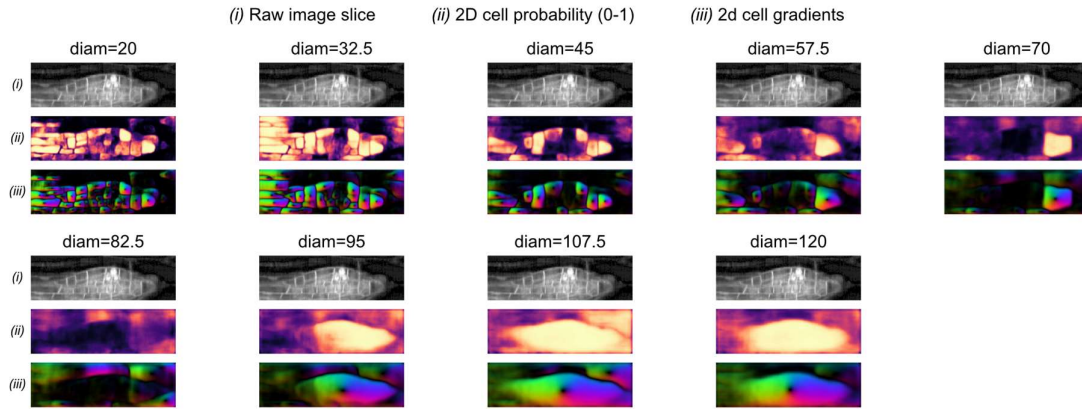 (i) Raw image slice (ii) 2D cell probability (0-1) (iii) 2d cell gradients
diam=20 diam=32.5 diam=45 diam=57.5 diam=70
(i)
(ii)
(iii)
diam=82.5 diam=95 diam=107.5 diam=120
(i)
(ii)
(iii)